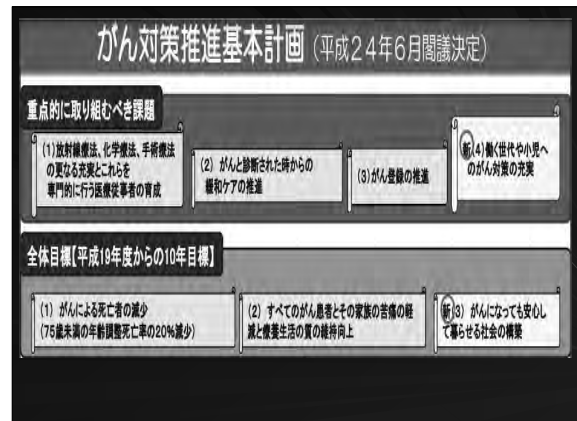 がん対策推進基本計画(平成24年6月閣議決定)
重点的に取り組むべき課題
(1)放射線療法、化学療法、手術療法
の更なる充実とこれらを
専門的に行う医療従事者の育成
(2) がんと診断された時からの
緩和ケアの推進
(3)がん登録の推進
新(4)働く世代や小児へ
のがん対策の充実
全体目標【平成19年度からの10年目標】
(1) がんによる死亡者の減少
(75歳未満の年齢調整死亡率の20%減少)
(2) すべてのがん患者とその家族の苦痛の軽
減と療養生活の質の維持向上
新3) がんになっても安心し
て暮らせる社会の構築